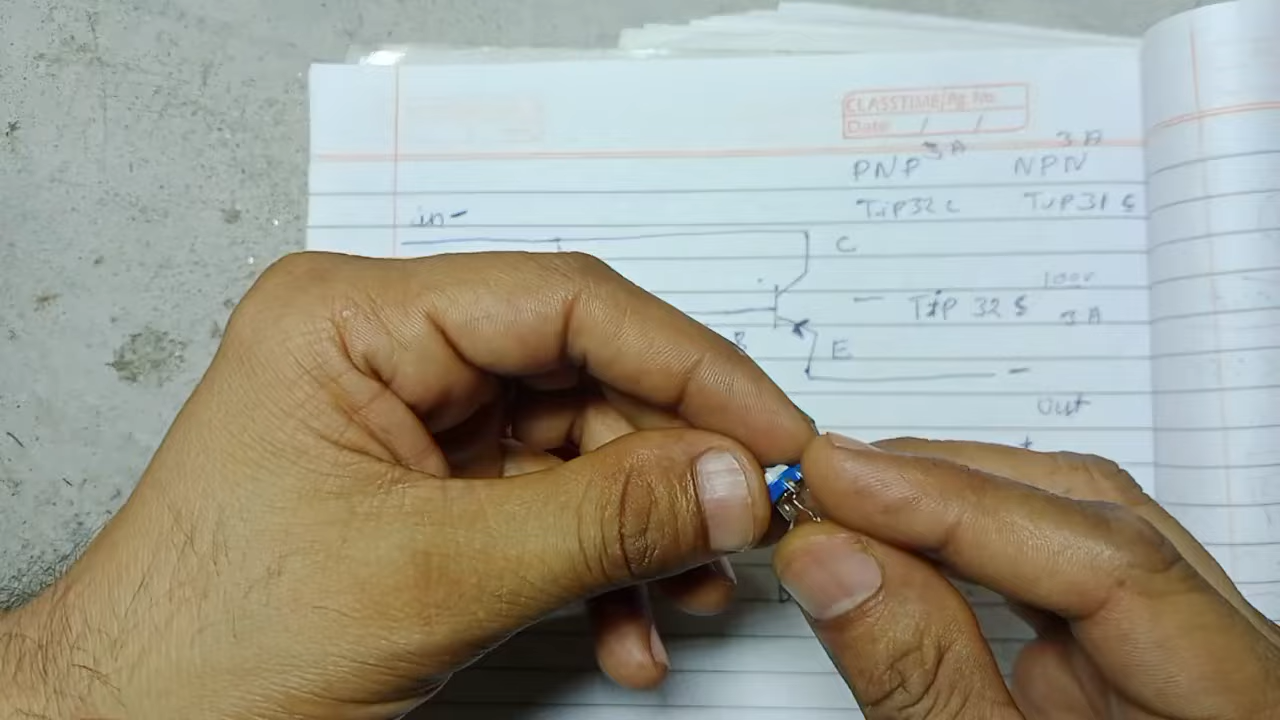 CLASSTIME/Pg. No.
Date / /
3A 3A
PNP NPN
TiP32C TIP31C
in -
C
100v
- TIP 32
3A
B
E
-
out
+